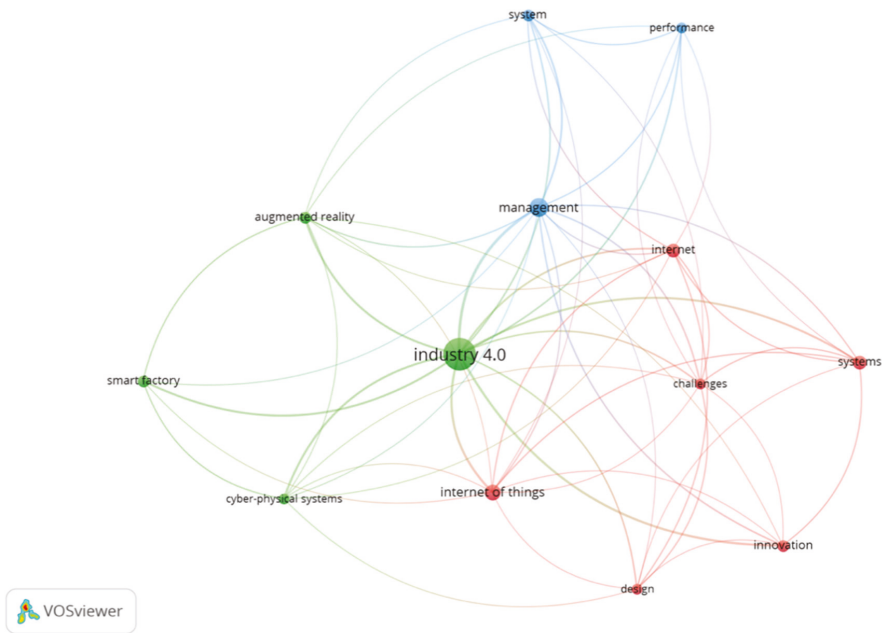 system
performance
augmented reality
management
internet
industry 4.0
systems
smart factory
challenges
cyber-physical systems
internet of things
innovation
design
VOSviewer